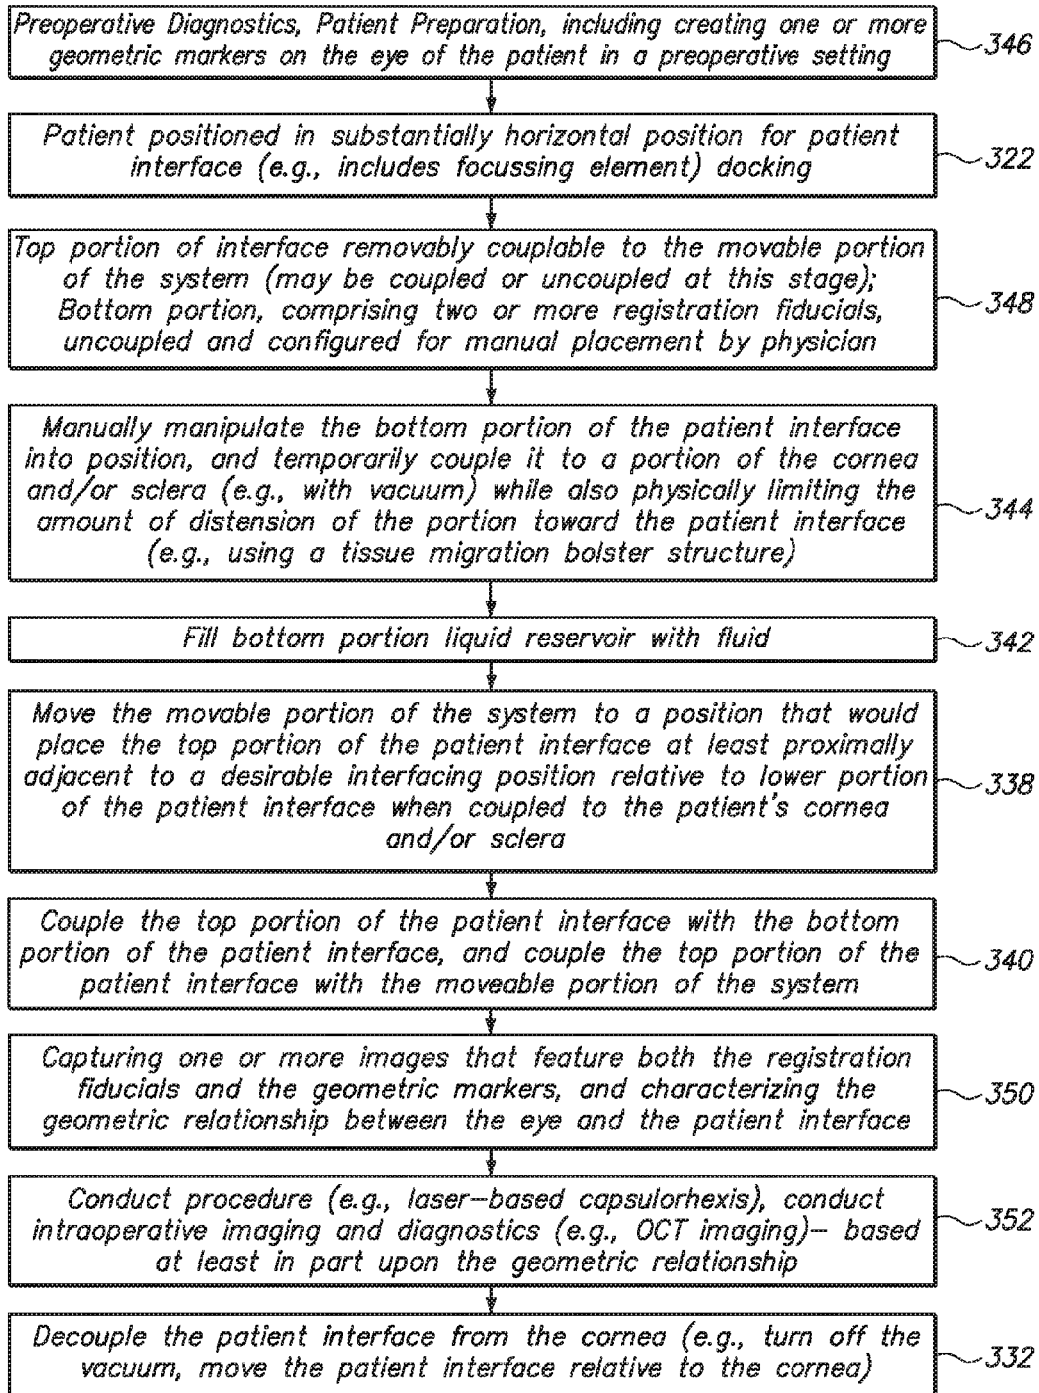 Preoperative Diagnostics, Patient Preparation, including creating one or more
geometric markers on the eye of the patient in a preoperative setting
346
Patient positioned in substantially horizontal position for patient
interface (e.g., includes focussing element) docking
322
Top portion of interface removably couplable to the movable portion
of the system (may be coupled or uncoupled at this stage);
Bottom portion, comprising two or more registration fiducials,
uncoupled and configured for manual placement by physician
348
Manually manipulate the bottom portion of the patient interface
into position, and temporarily couple it to a portion of the cornea
and/or sclera (e.g., with vacuum) while also physically limiting the
amount of distension of the portion toward the patient interface
(e.g., using a tissue migration bolster structure)
344
Fill bottom portion liquid reservoir with fluid
342
Move the movable portion of the system to a position that would
place the top portion of the patient interface at least proximally
adjacent to a desirable interfacing position relative to lower portion
of the patient interface when coupled to the patient's cornea
and/or sclera
338
Couple the top portion of the patient interface with the bottom
portion of the patient interface, and couple the top portion of the
patient interface with the moveable portion of the system
340
Capturing one or more images that feature both the registration
fiducials and the geometric markers, and characterizing the
geometric relationship between the eye and the patient interface
350
Conduct procedure (e.g., laser—based capsulorhexis), conduct
intraoperative imaging and diagnostics (e.g., OCT imaging)— based
at least in part upon the geometric relationship
352
Decouple the patient interface from the cornea (e.g., turn off the
vacuum, move the patient interface relative to the cornea)
332